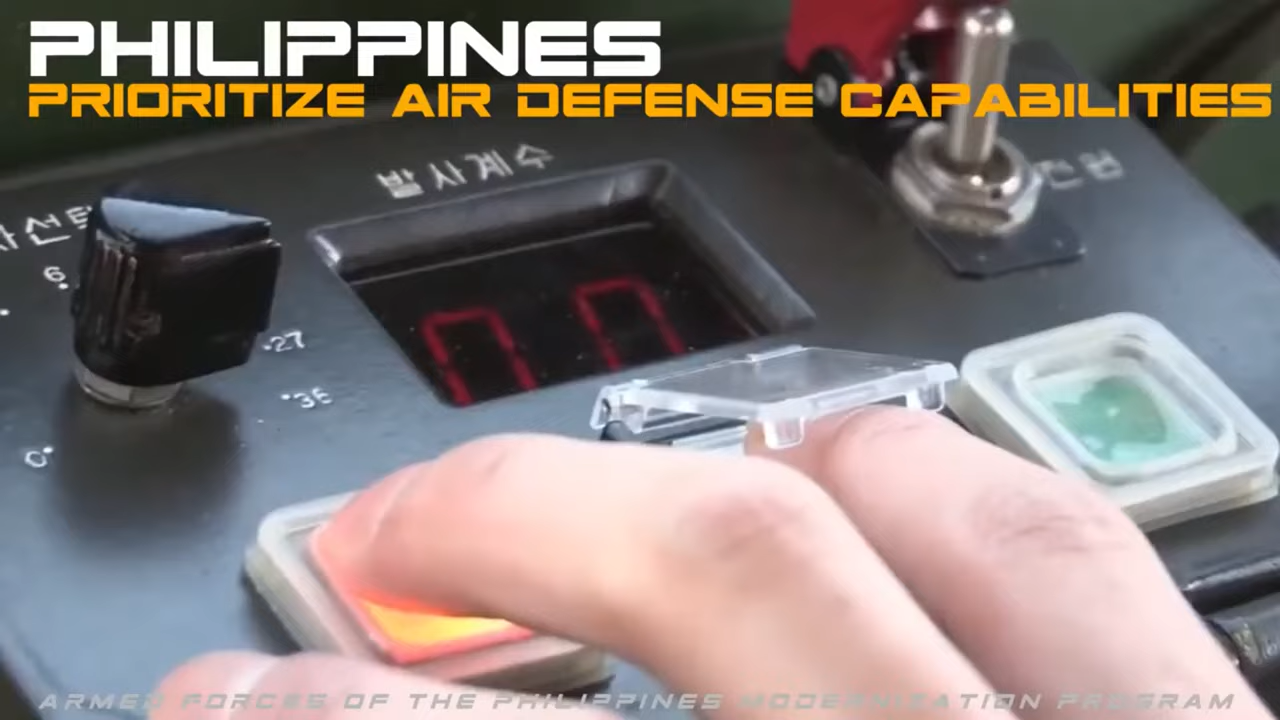 PHILIPPINES
PRIORITIZE AIR DEFENSE CAPABILITIES
발사계수
6
27
36
0
ARMED FORCES OF THE PHILIPPINES MODERNIZATION PROGRAM